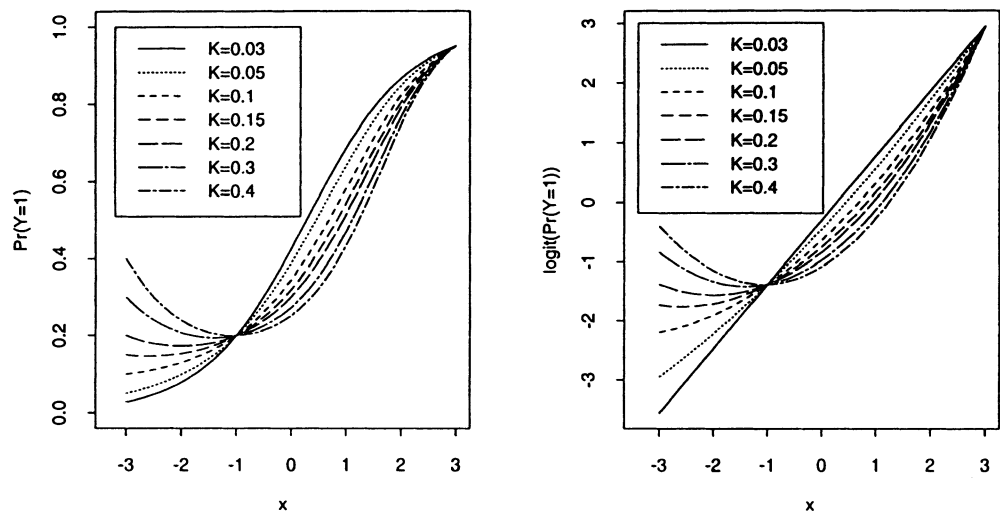 Pr(Y=1)
1.0
0.8
0.6
0.4
0.2
0.0
K=0.03
K=0.05
K=0.1
K=0.15
K=0.2
K=0.3
K=0.4
-3 -2 -1 0 1 2 3
x
logit(Pr(Y=1))
3
2
1
0
-1
-2
-3
K=0.03
K=0.05
K=0.1
K=0.15
K=0.2
K=0.3
K=0.4
-3 -2 -1 0 1 2 3
x